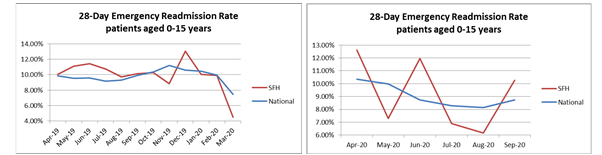 28-Day Emergency Readmission Rate
patients aged 0-15 years
14.00%
12.00%
10.00%
8.00%
6.00%
4.00%
Apr-19
May-19
Jun-19
Jul-19
Aug-19
Sep-19
Oct-19
Nov-19
Dec-19
Jan-20
Feb-20
Mar-20
SFH
National
28-Day Emergency Readmission Rate
patients aged 0-15 years
13.00%
12.00%
11.00%
10.00%
9.00%
8.00%
7.00%
6.00%
Apr-20
May-20
Jun-20
Jul-20
Aug-20
Sep-20
SFH
National